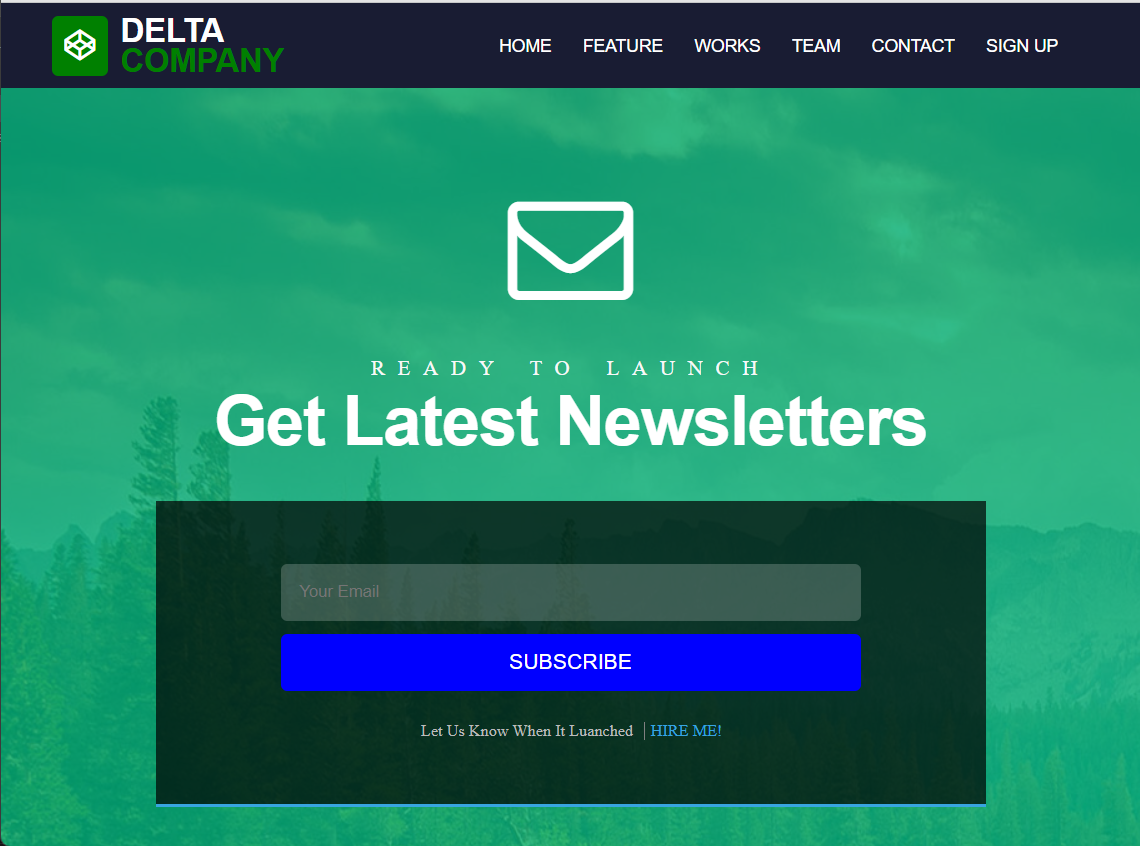 DELTA
COMPANY
HOME FEATURE WORKS TEAM CONTACT SIGN UP
READY TO LAUNCH
Get Latest Newsletters
Your Email
SUBSCRIBE
Let Us Know When It Luanched | HIRE ME!